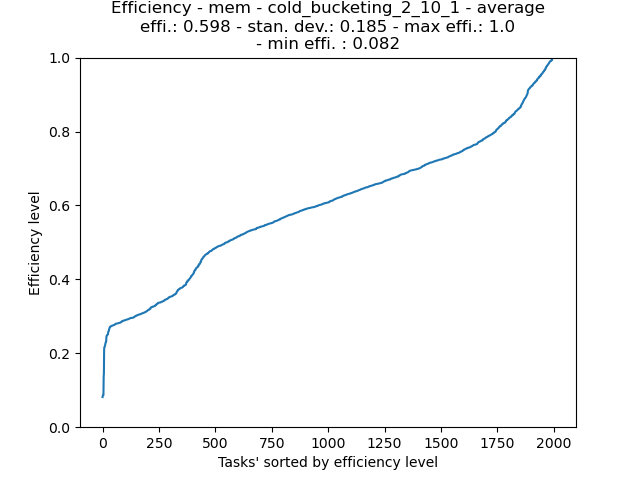 Efficiency - mem - cold_bucketing_2_10_1 - average
effi.: 0.598 - stan. dev.: 0.185 - max effi.: 1.0
- min effi. : 0.082
1.0
0.8
0.6
0.4
0.2
0.0
Efficiency level
0 250 500 750 1000 1250 1500 1750 2000
Tasks' sorted by efficiency level